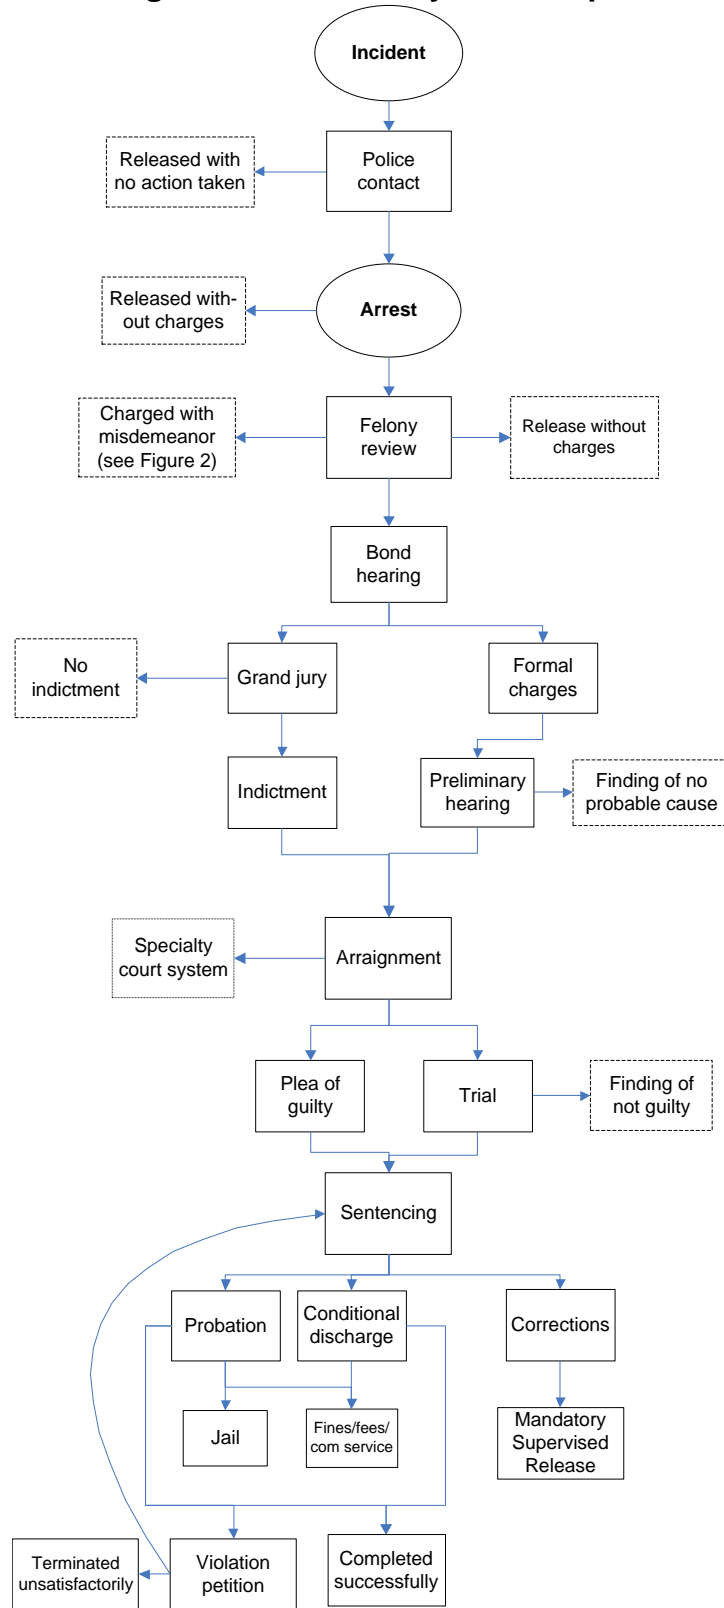 Incident
Released with
no action taken
Police
contact
Released with-
out charges
Arrest
Charged with
misdemeanor
(see Figure 2)
Felony
review
Release without
charges
Bond
hearing
No
indictment
Grand jury
Formal
charges
Indictment
Preliminary
hearing
Finding of no
probable cause
Specialty
court system
Arraignment
Plea of
guilty
Trial
Finding of
not guilty
Sentencing
Probation
Conditional
discharge
Corrections
Jail
Fines/fees/
com service
Mandatory
Supervised
Release
Terminated
unsatisfactorily
Violation
petition
Completed
successfully